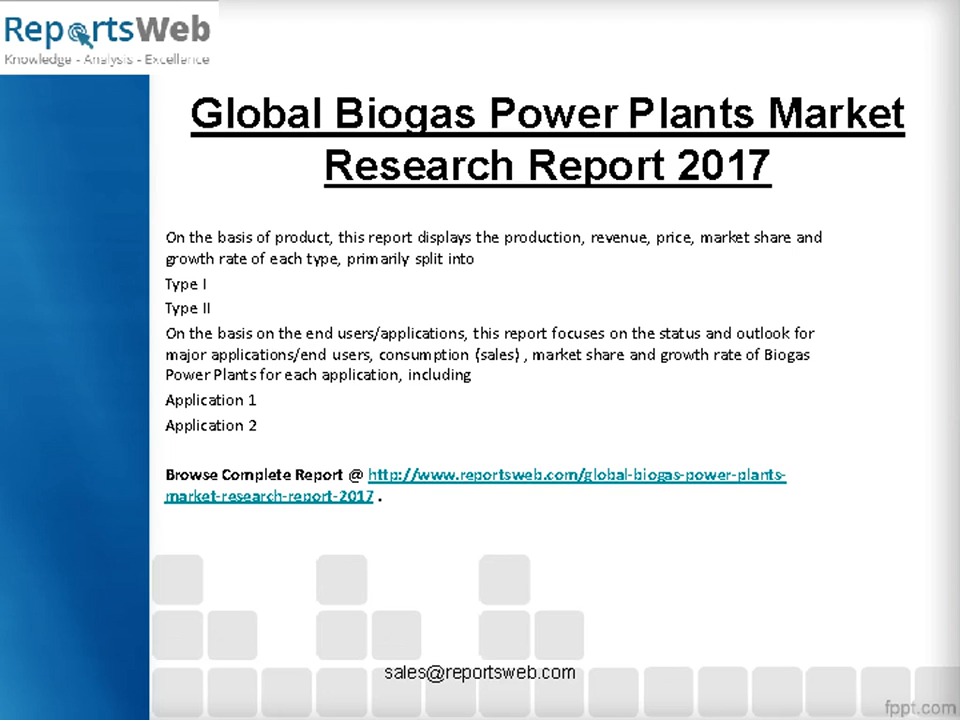 ReportsWeb
Knowledge - Analysis - Excellence
Global Biogas Power Plants Market
Research Report 2017
On the basis of product, this report displays the production, revenue, price, market share and
growth rate of each type, primarily split into
Type I
Type II
On the basis on the end users/applications, this report focuses on the status and outlook for
major applications/end users, consumption (sales) , market share and growth rate of Biogas
Power Plants for each application, including
Application 1
Application 2
Browse Complete Report @ http://www.reportsweb.com/global-biogas-power-plants-
market-research-report-2017 .
sales@reportsweb.com
fppt.com